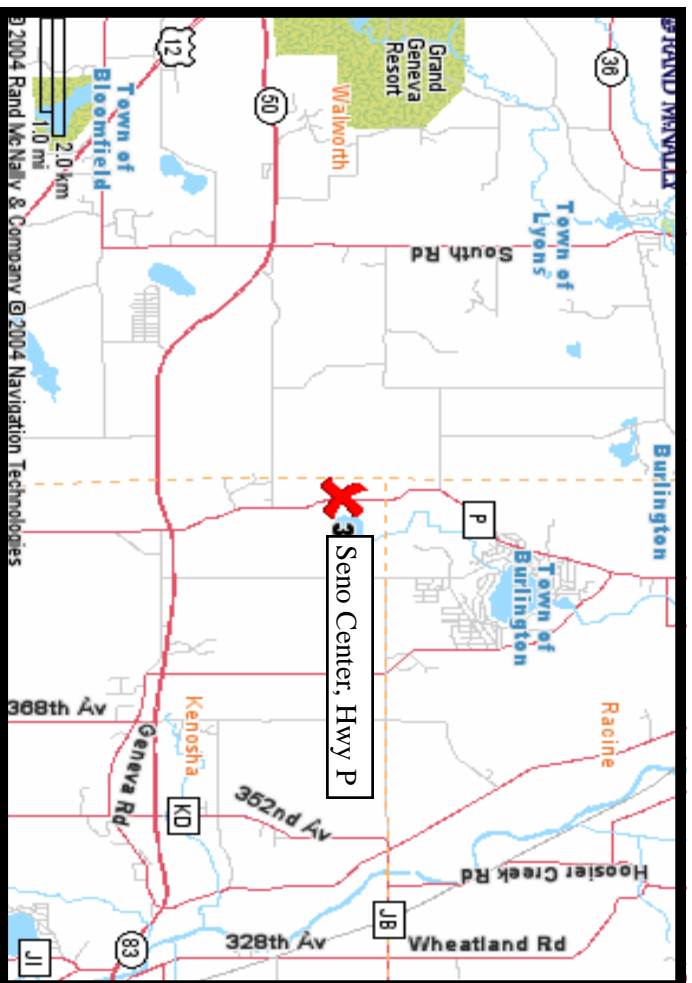 RAND McNALLY
Burlington
36
Racine
Hoosier Creek Rd
Town of
Lyons
Town of
Burlington
P
Wheatland Rd
South Rd
Grand
Geneva
Resort
JB
Walworth
3
Seno Center, Hwy P
50
352nd Av
328th Av
Kenosha
KD
12
Geneva Rd
83
Town of
Bloomfield
368th Av
2.0 km
1.0 mi
JI
© 2004 Rand McNally & Company © 2004 Navigation Technologies